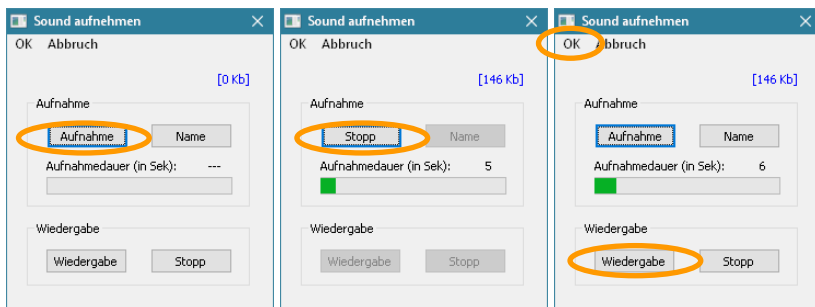 Sound aufnehmen
OK Abbruch
[0 Kb]
Aufnahme
Aufnahme Name
Aufnahmedauer (in Sek): ---
Wiedergabe
Wiedergabe Stopp
Sound aufnehmen
OK Abbruch
[146 Kb]
Aufnahme
Stopp Name
Aufnahmedauer (in Sek): 5
Wiedergabe
Wiedergabe Stopp
Sound aufnehmen
OK Abbruch
[146 Kb]
Aufnahme
Aufnahme Name
Aufnahmedauer (in Sek): 6
Wiedergabe
Wiedergabe Stopp